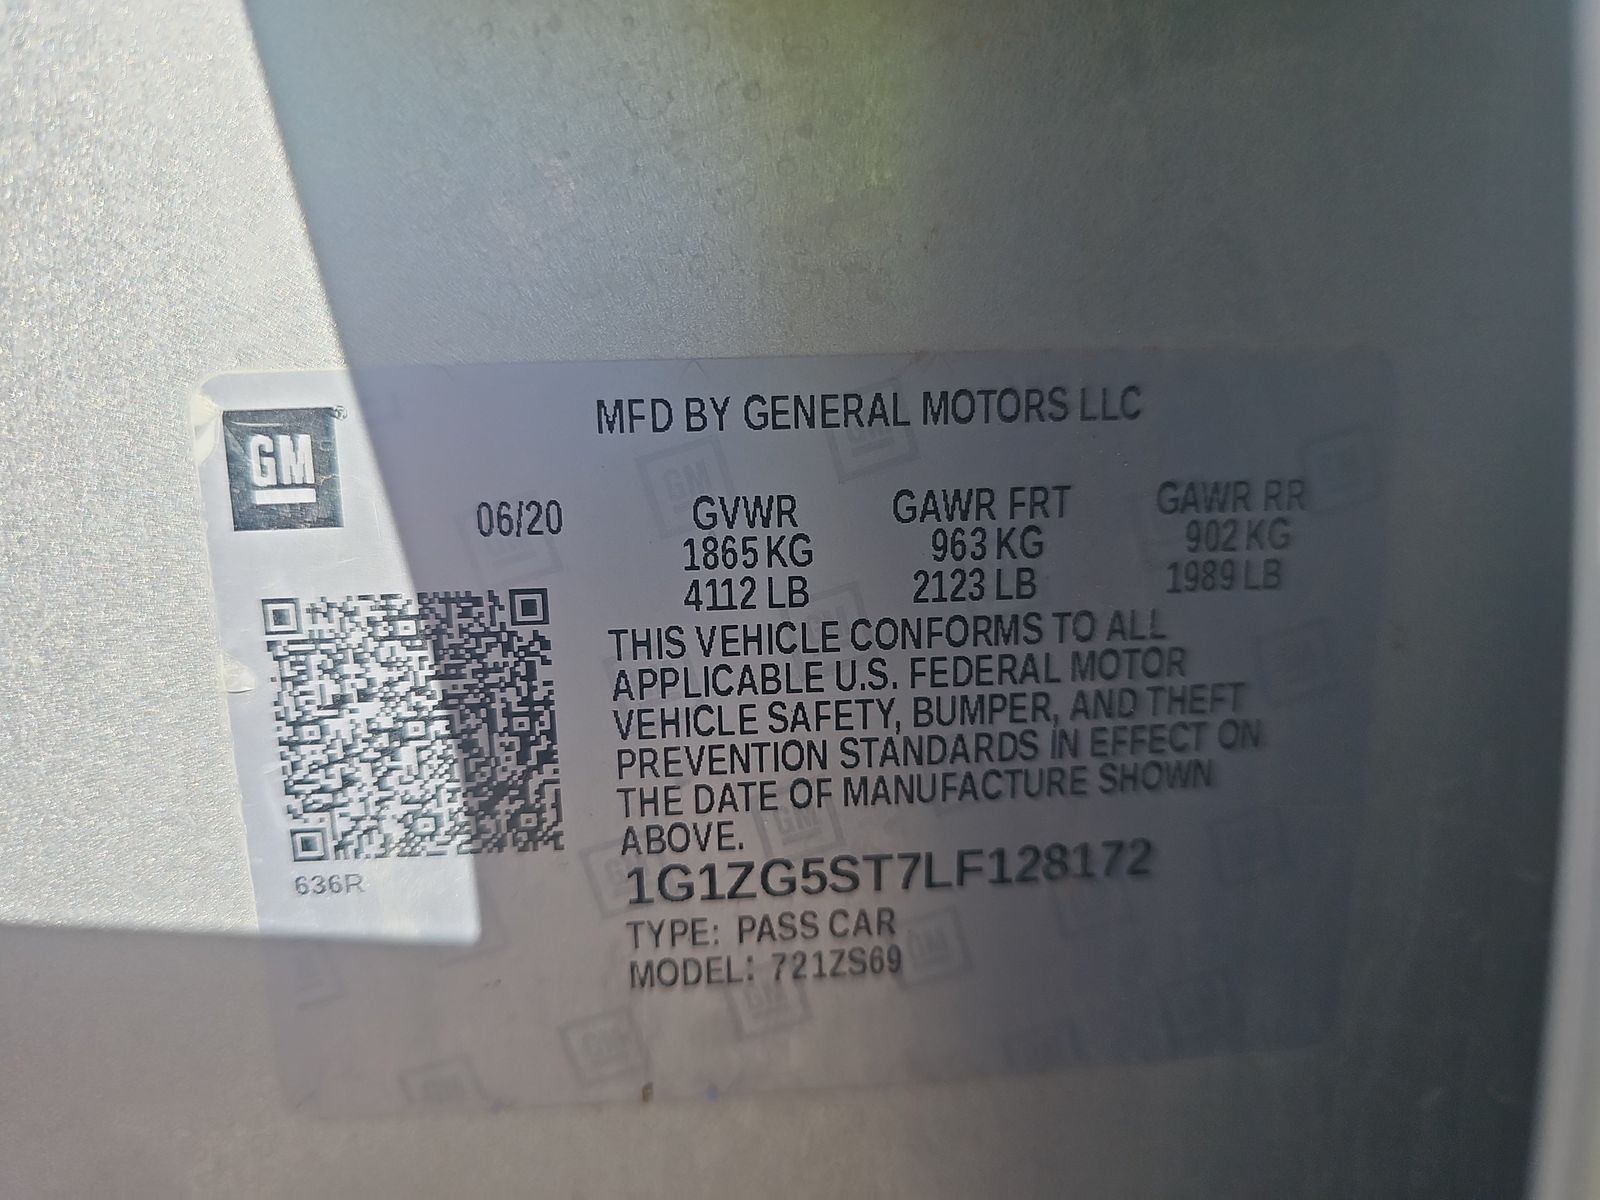 MFD BY GENERAL MOTORS LLC
GM®
06/20
GVWR GAWR FRT GAWR RR
1865 KG 963 KG 902 KG
4112 LB 2123 LB 1989 LB
THIS VEHICLE CONFORMS TO ALL
APPLICABLE U.S. FEDERAL MOTOR
VEHICLE SAFETY, BUMPER, AND THEFT
PREVENTION STANDARDS IN EFFECT ON
THE DATE OF MANUFACTURE SHOWN
ABOVE.
636R
1G1ZG5ST7LF128172
TYPE: PASS CAR
MODEL: 721ZS69